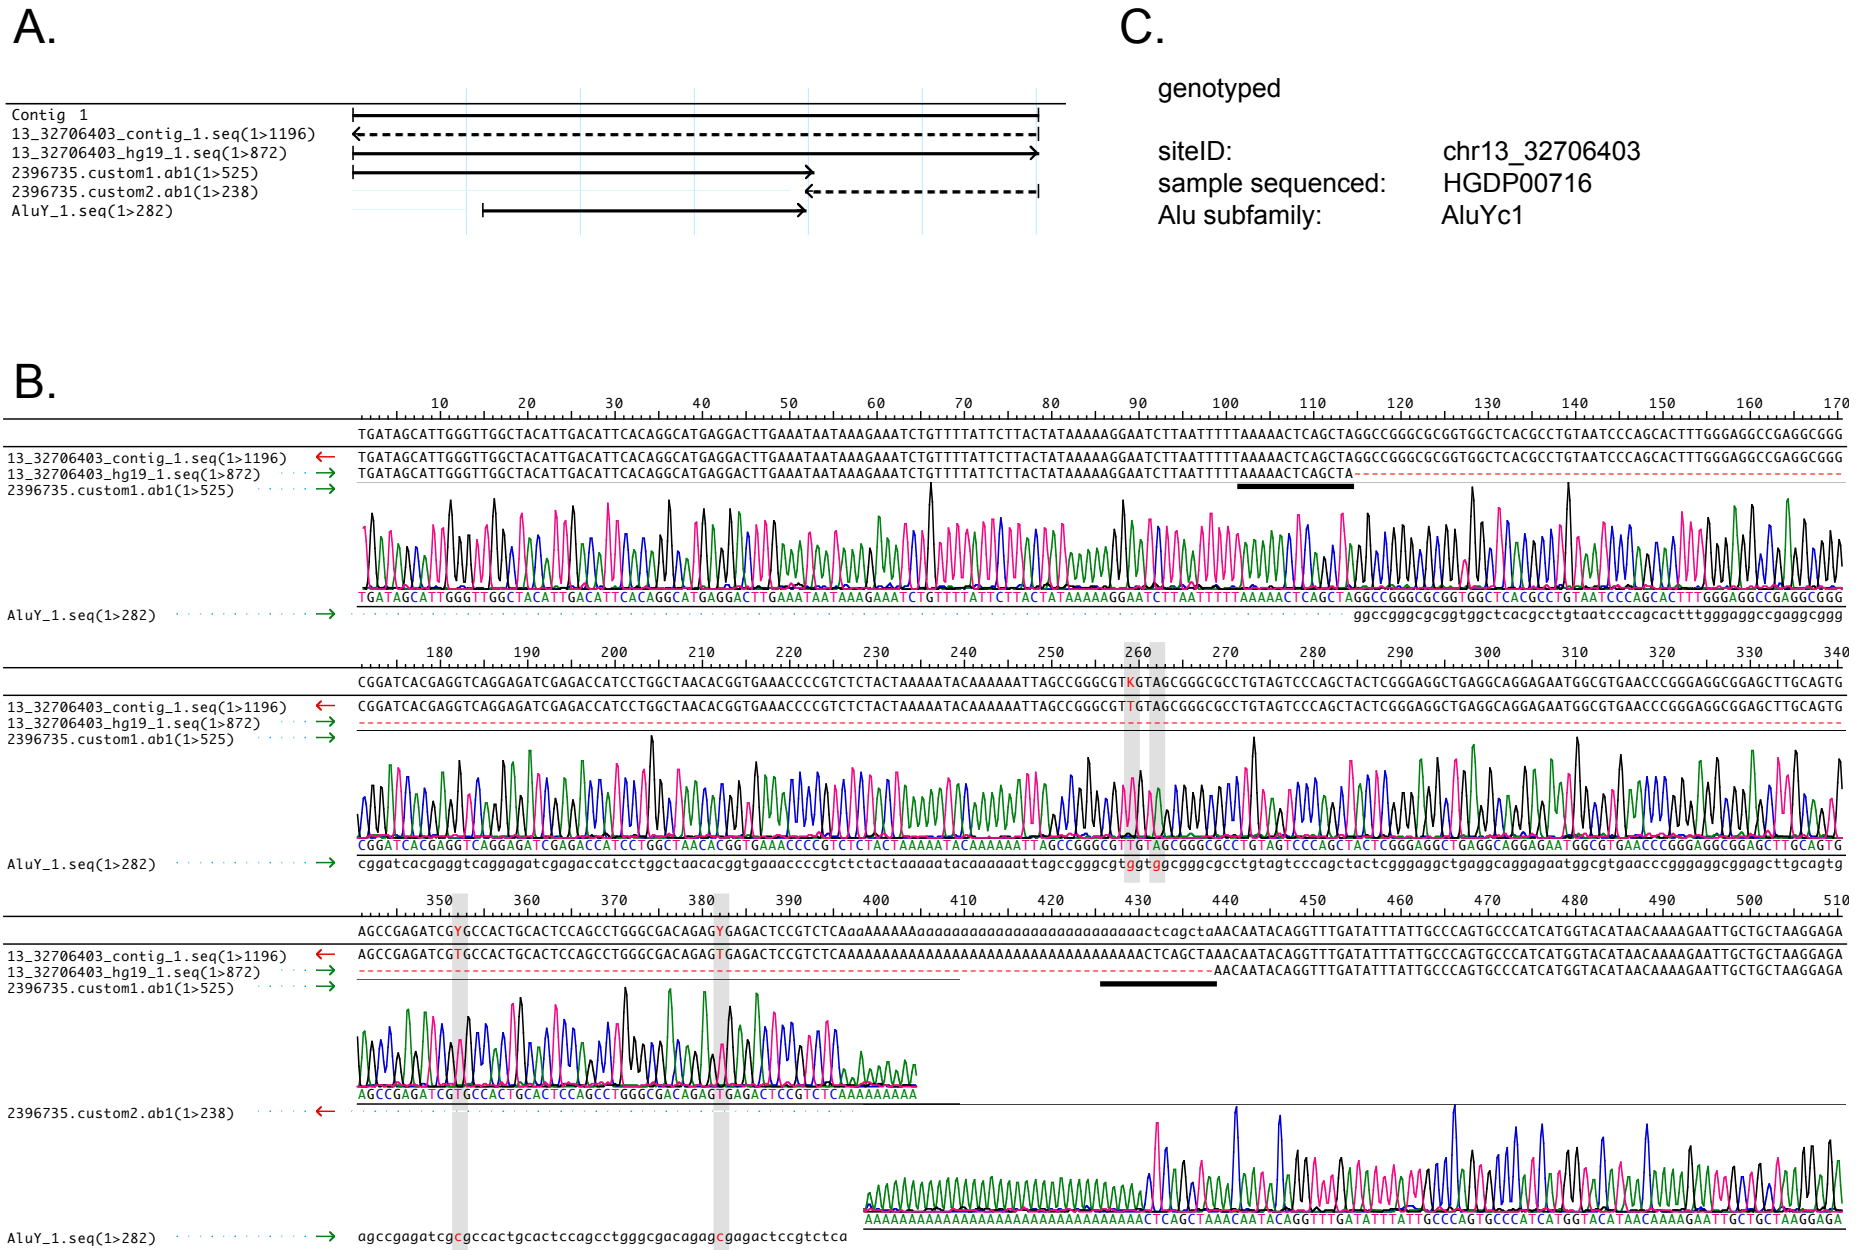 A.
Contig 1
13_32706403_contig_1.seq(1>1196)
13_32706403_hg19_1.seq(1>872)
2396735.custom1.ab1(1>525)
2396735.custom2.ab1(1>238)
AluY_1.seq(1>282)
C.
genotyped
siteID: chr13_32706403
sample sequenced: HGDP00716
Alu subfamily: AluYc1
B.
10 20 30 40 50 60 70 80 90 100 110 120 130 140 150 160 170
TGATAGCATTGGGTTGGCTACATTGACATTCACAGGCATGAGGACTTGAAATAATAAAGAAATCTGTTTTATTCTTACTATAAAAAGGAATCTTAATTTTTAAAAACTCAGCTAGGCCGGGCGCGGTGGCTCACGCCTGTAATCCCAGCACTTTGGGAGGCCGAGGCGGG
13_32706403_contig_1.seq(1>1196) TGATAGCATTGGGTTGGCTACATTGACATTCACAGGCATGAGGACTTGAAATAATAAAGAAATCTGTTTTATTCTTACTATAAAAAGGAATCTTAATTTTTAAAAACTCAGCTAGGCCGGGCGCGGTGGCTCACGCCTGTAATCCCAGCACTTTGGGAGGCCGAGGCGGG
13_32706403_hg19_1.seq(1>872) TGATAGCATTGGGTTGGCTACATTGACATTCACAGGCATGAGGACTTGAAATAATAAAGAAATCTGTTTTATTCTTACTATAAAAAGGAATCTTAATTTTTAAAAACTCAGCTA
2396735.custom1.ab1(1>525)
TGATAGCATTGGGTTGGCTACATTGACATTCACAGGCATGAGGACTTGAAATAATAAAGAAATCTGTTTTATTCTTACTATAAAAAGGAATCTTAATTTTTAAAAACTCAGCTAGGCCGGGCGCGGTGGCTCACGCCTGTAATCCCAGCACTTTGGGAGGCCGAGGCGGG
AluY_1.seq(1>282) ggccgggcgcggtggctcacgcctgtaatcccagcactttgggaggccgaggcggg
180 190 200 210 220 230 240 250 260 270 280 290 300 310 320 330 340
CGGATCACGAGGTCAGGAGATCGAGACCATCCTGGCTAACACGGTGAAACCCCGTCTCTACTAAAAATACAAAAAATTAGCCGGGCGTKGTAGCGGGCGCCTGTAGTCCCAGCTACTCGGGAGGCTGAGGCAGGAGAATGGCGTGAACCCGGGAGGCGGAGCTTGCAGTG
13_32706403_contig_1.seq(1>1196) CGGATCACGAGGTCAGGAGATCGAGACCATCCTGGCTAACACGGTGAAACCCCGTCTCTACTAAAAATACAAAAAATTAGCCGGGCGTTGTAGCGGGCGCCTGTAGTCCCAGCTACTCGGGAGGCTGAGGCAGGAGAATGGCGTGAACCCGGGAGGCGGAGCTTGCAGTG
13_32706403_hg19_1.seq(1>872)
2396735.custom1.ab1(1>525)
CGGATCACGAGGTCAGGAGATCGAGACCATCCTGGCTAACACGGTGAAACCCCGTCTCTACTAAAAATACAAAAAATTAGCCGGGCGTTGTAGCGGGCGCCTGTAGTCCCAGCTACTCGGGAGGCTGAGGCAGGAGAATGGCGTGAACCCGGGAGGCGGAGCTTGCAGTG
AluY_1.seq(1>282) cggatcacgaggtcaggagatcgagaccatcctggctaacacggtgaaaccccgtctctactaaaaatacaaaaaattagccgggcgtggtggcgggcgcctgtagtcccagctactcgggaggctgaggcaggagaatggcgtgaacccgggaggcggagcttgcagtg
350 360 370 380 390 400 410 420 430 440 450 460 470 480 490 500 510
AGCCGAGATCGYGCCACTGCACTCCAGCCTGGGCGACAGAGYGAGACTCCGTCTCAaaAAAAAAaaaaaaaaaaaaaaaaaaaaaaaaaactcagctaAACAATACAGGTTTGATATTTATTGCCCAGTGCCCATCATGGTACATAACAAAAGAATTGCTGCTAAGGAGA
13_32706403_contig_1.seq(1>1196) AGCCGAGATCGTGCCACTGCACTCCAGCCTGGGCGACAGAGTGAGACTCCGTCTCAAAAAAAAAAAAAAAAAAAAAAAAAAAAAAAAAACTCAGCTAAACAATACAGGTTTGATATTTATTGCCCAGTGCCCATCATGGTACATAACAAAAGAATTGCTGCTAAGGAGA
13_32706403_hg19_1.seq(1>872) AACAATACAGGTTTGATATTTATTGCCCAGTGCCCATCATGGTACATAACAAAAGAATTGCTGCTAAGGAGA
2396735.custom1.ab1(1>525)
AGCCGAGATCGTGCCACTGCACTCCAGCCTGGGCGACAGAGTGAGACTCCGTCTCAAAAAAAAA
2396735.custom2.ab1(1>238)
AAAAAAAAAAAAAAAAAAAAAAAAAAAAAAAACTCAGCTAAACAATACAGGTTTGATATTTATTGCCCAGTGCCCATCATGGTACATAACAAAAGAATTGCTGCTAAGGAGA
AluY_1.seq(1>282) agccgagatcgcgccactgcactccagcctgggcgacagagcgagactccgtctca